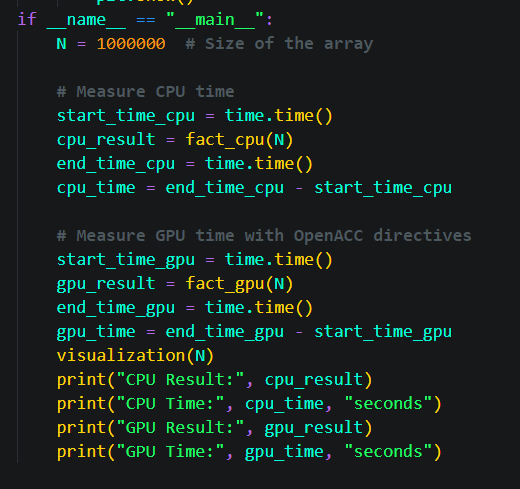 if __name__ == "__main__":
    N = 1000000  # Size of the array

    # Measure CPU time
    start_time_cpu = time.time()
    cpu_result = fact_cpu(N)
    end_time_cpu = time.time()
    cpu_time = end_time_cpu - start_time_cpu

    # Measure GPU time with OpenACC directives
    start_time_gpu = time.time()
    gpu_result = fact_gpu(N)
    end_time_gpu = time.time()
    gpu_time = end_time_gpu - start_time_gpu
    visualization(N)
    print("CPU Result:", cpu_result)
    print("CPU Time:", cpu_time, "seconds")
    print("GPU Result:", gpu_result)
    print("GPU Time:", gpu_time, "seconds")